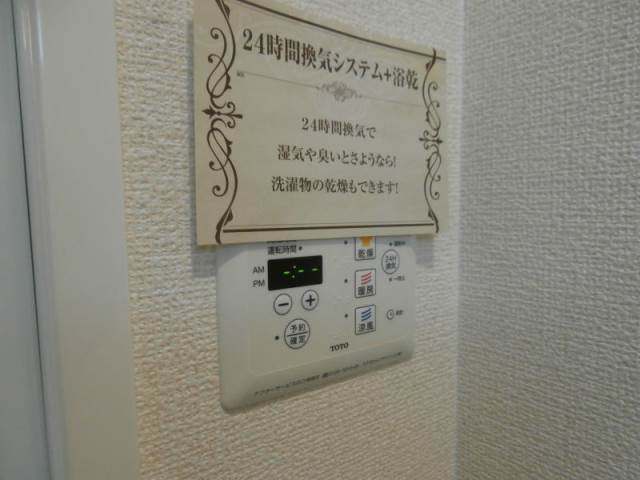 24時間換気システム+浴乾
24時間換気で
湿気や臭いとさようなら!
洗濯物の乾燥もできます!
運転時間
乾燥
AM
24H
換気
PM
暖房
予約
確定
涼風
TOTO